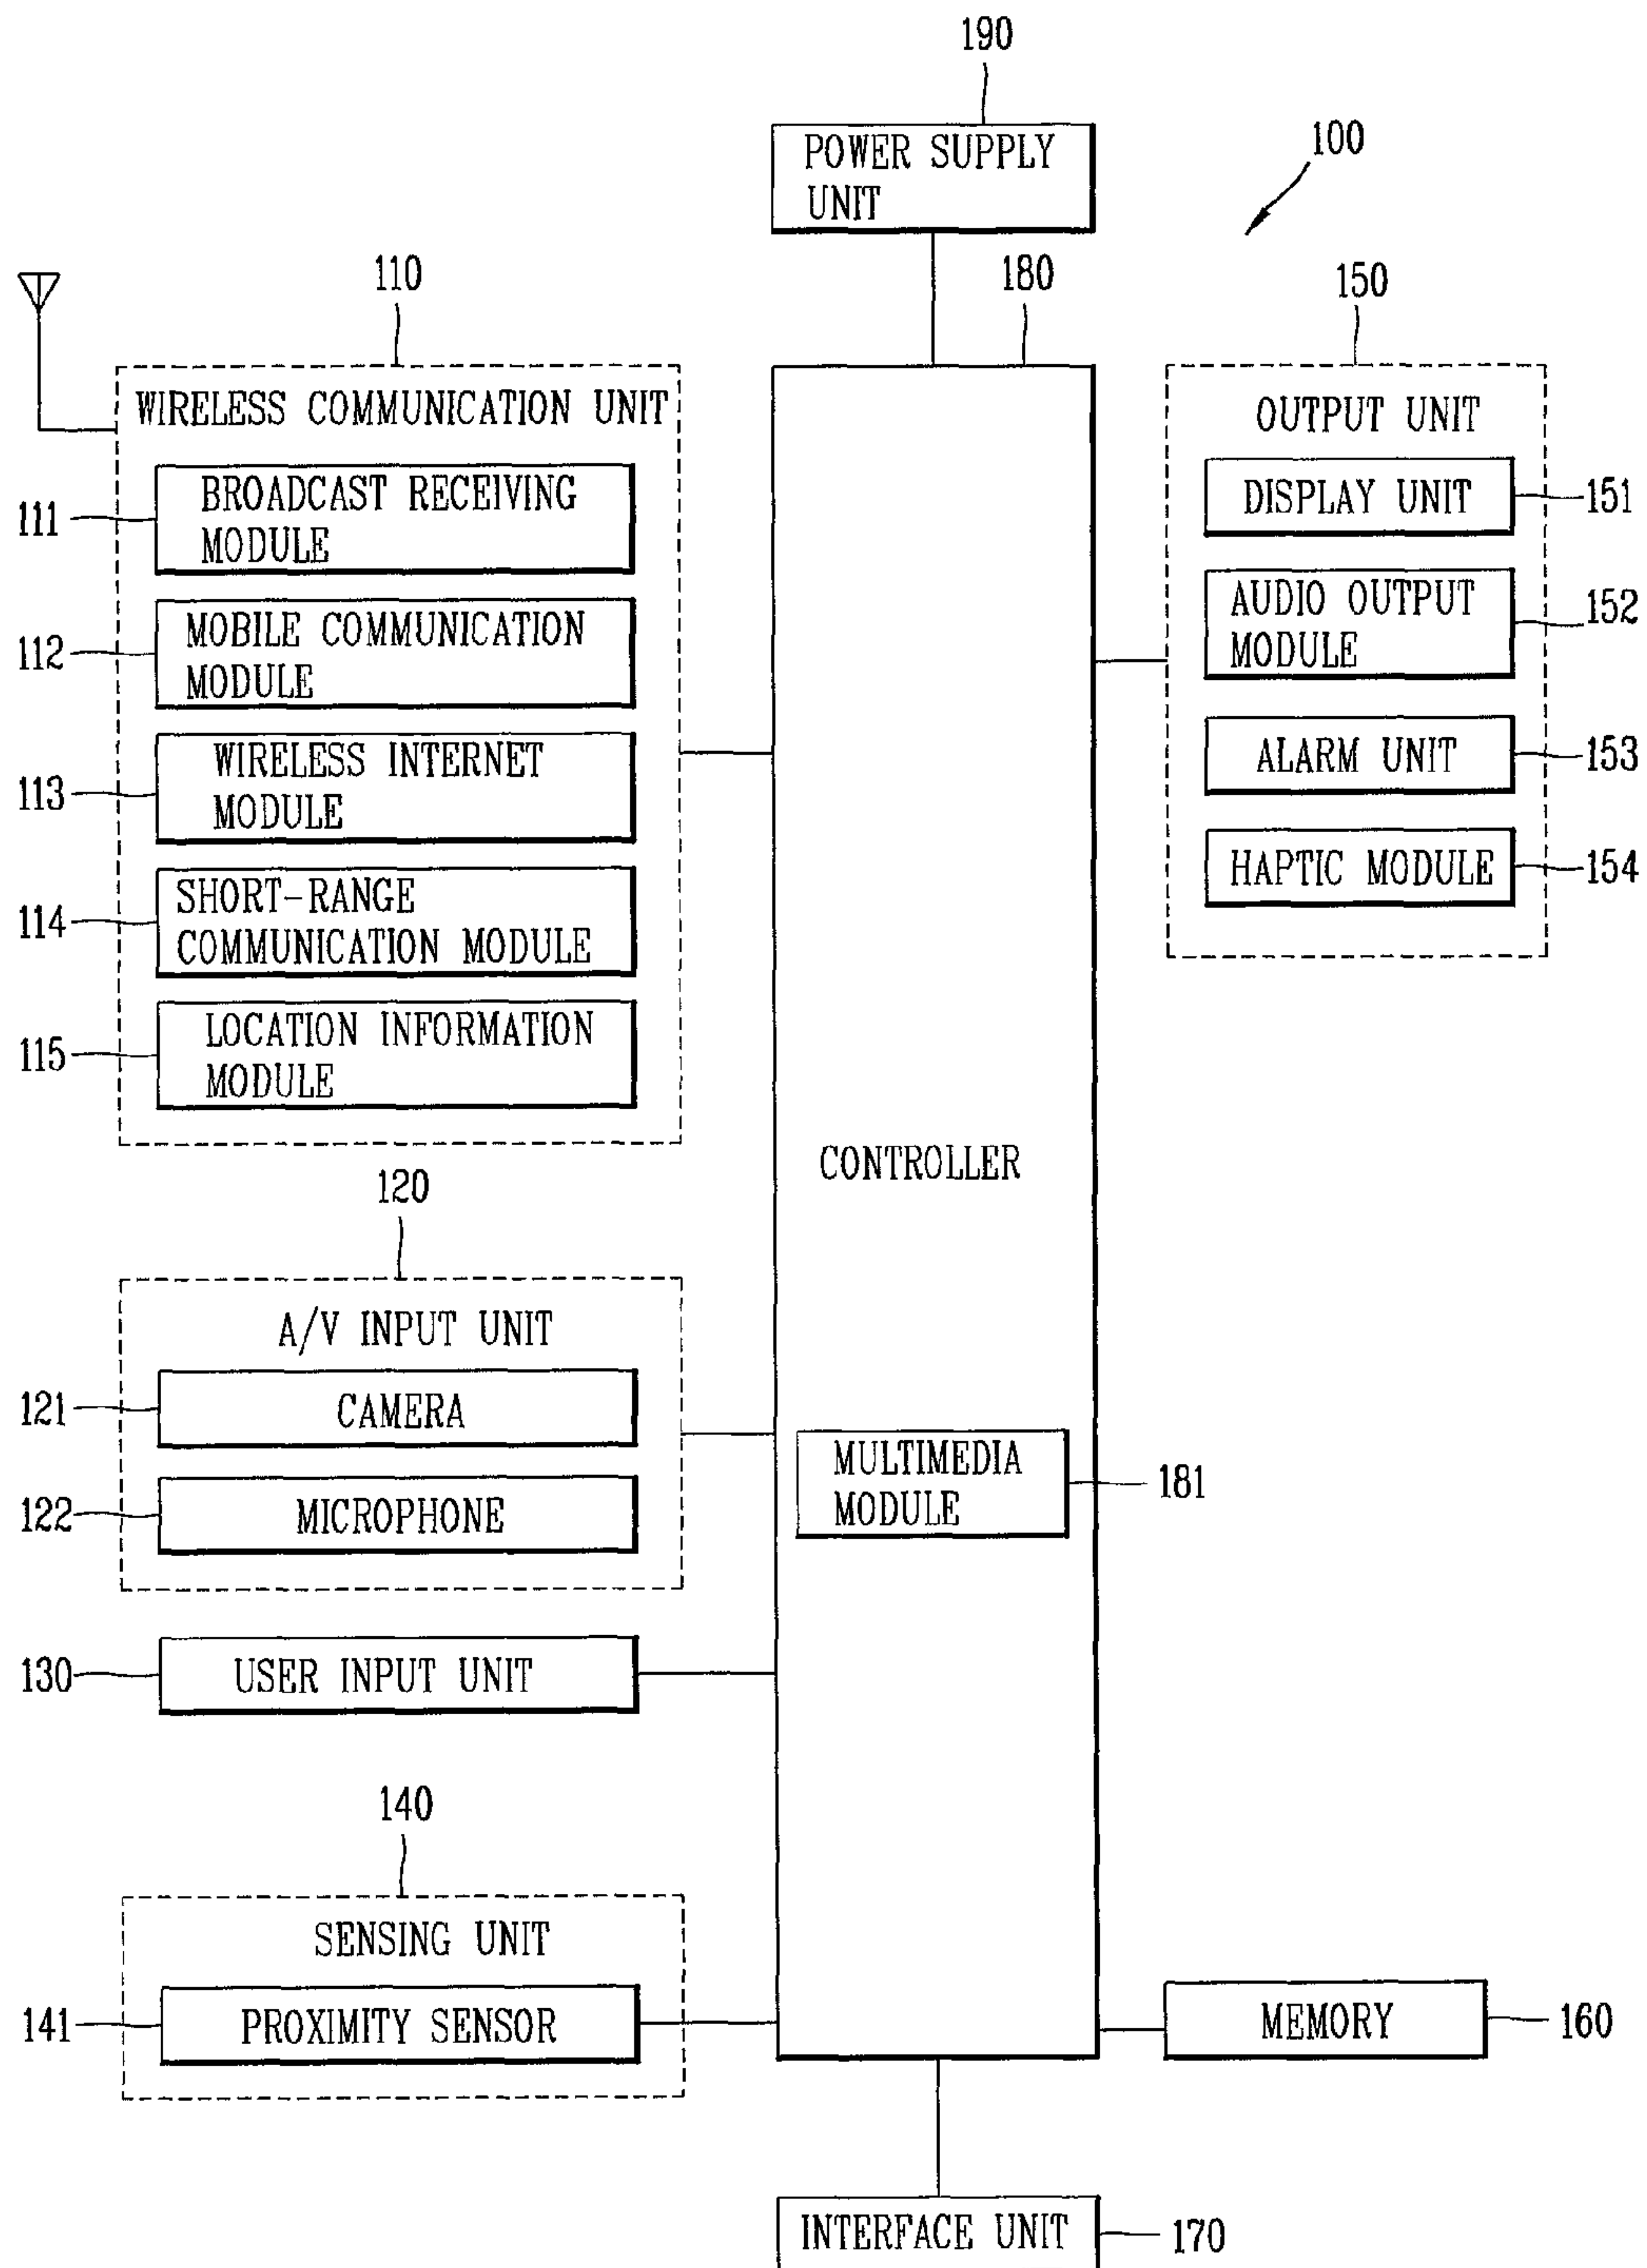 190
POWER SUPPLY
UNIT
100
110
180
150
WIRELESS COMMUNICATION UNIT
111
BROADCAST RECEIVING
MODULE
112
MOBILE COMMUNICATION
MODULE
113
WIRELESS INTERNET
MODULE
114
SHORT-RANGE
COMMUNICATION MODULE
115
LOCATION INFORMATION
MODULE
OUTPUT UNIT
DISPLAY UNIT
151
AUDIO OUTPUT
MODULE
152
ALARM UNIT
153
HAPTIC MODULE
154
CONTROLLER
120
A/V INPUT UNIT
121
CAMERA
122
MICROPHONE
MULTIMEDIA
MODULE
181
130
USER INPUT UNIT
140
SENSING UNIT
141
PROXIMITY SENSOR
MEMORY
160
INTERFACE UNIT
170